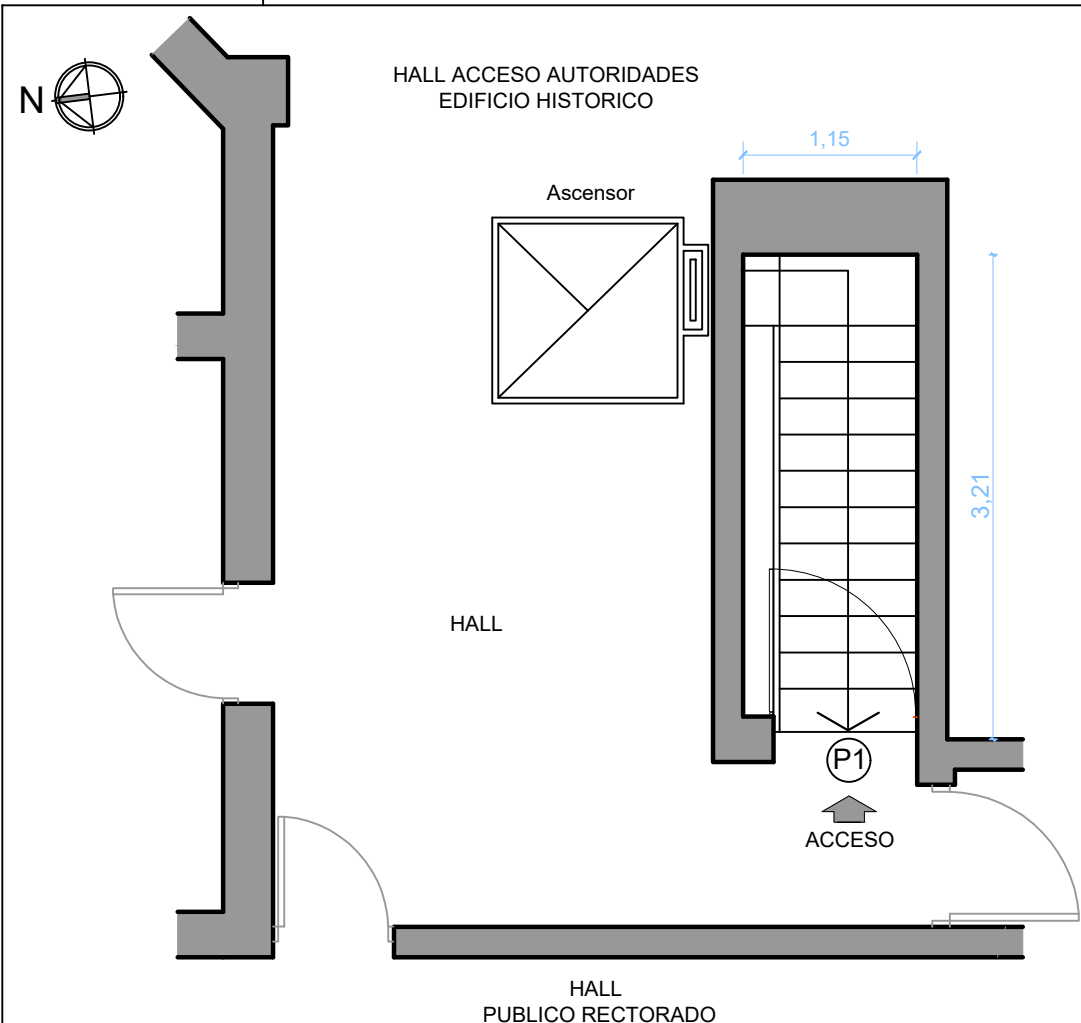 HALL ACCESO AUTORIDADES
EDIFICIO HISTORICO
N
1,15
Ascensor
3,21
HALL
P1
ACCESO
HALL
PUBLICO RECTORADO